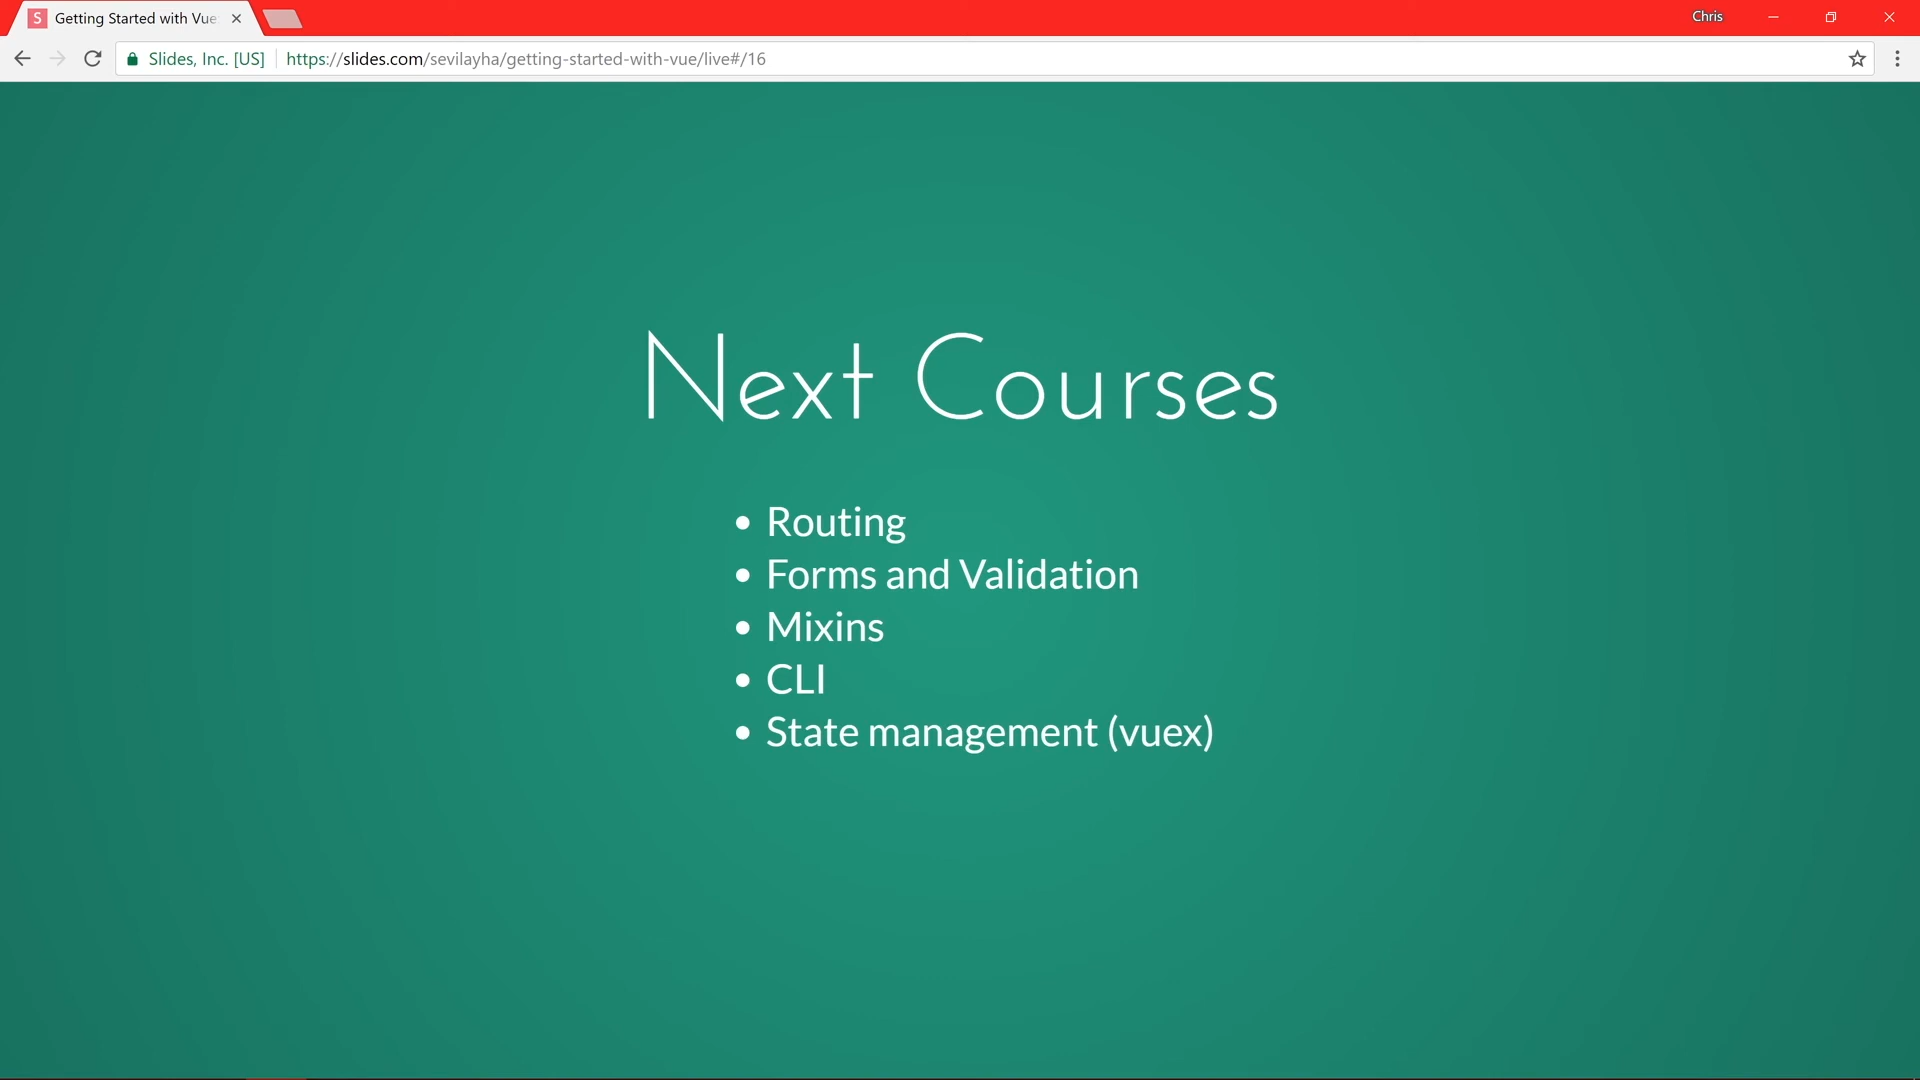 S Getting Started with Vue
Chris
Slides, Inc. [US] https://slides.com/sevilayha/getting-started-with-vue/live#/16
Next Courses
• Routing
• Forms and Validation
• Mixins
• CLI
• State management (vuex)